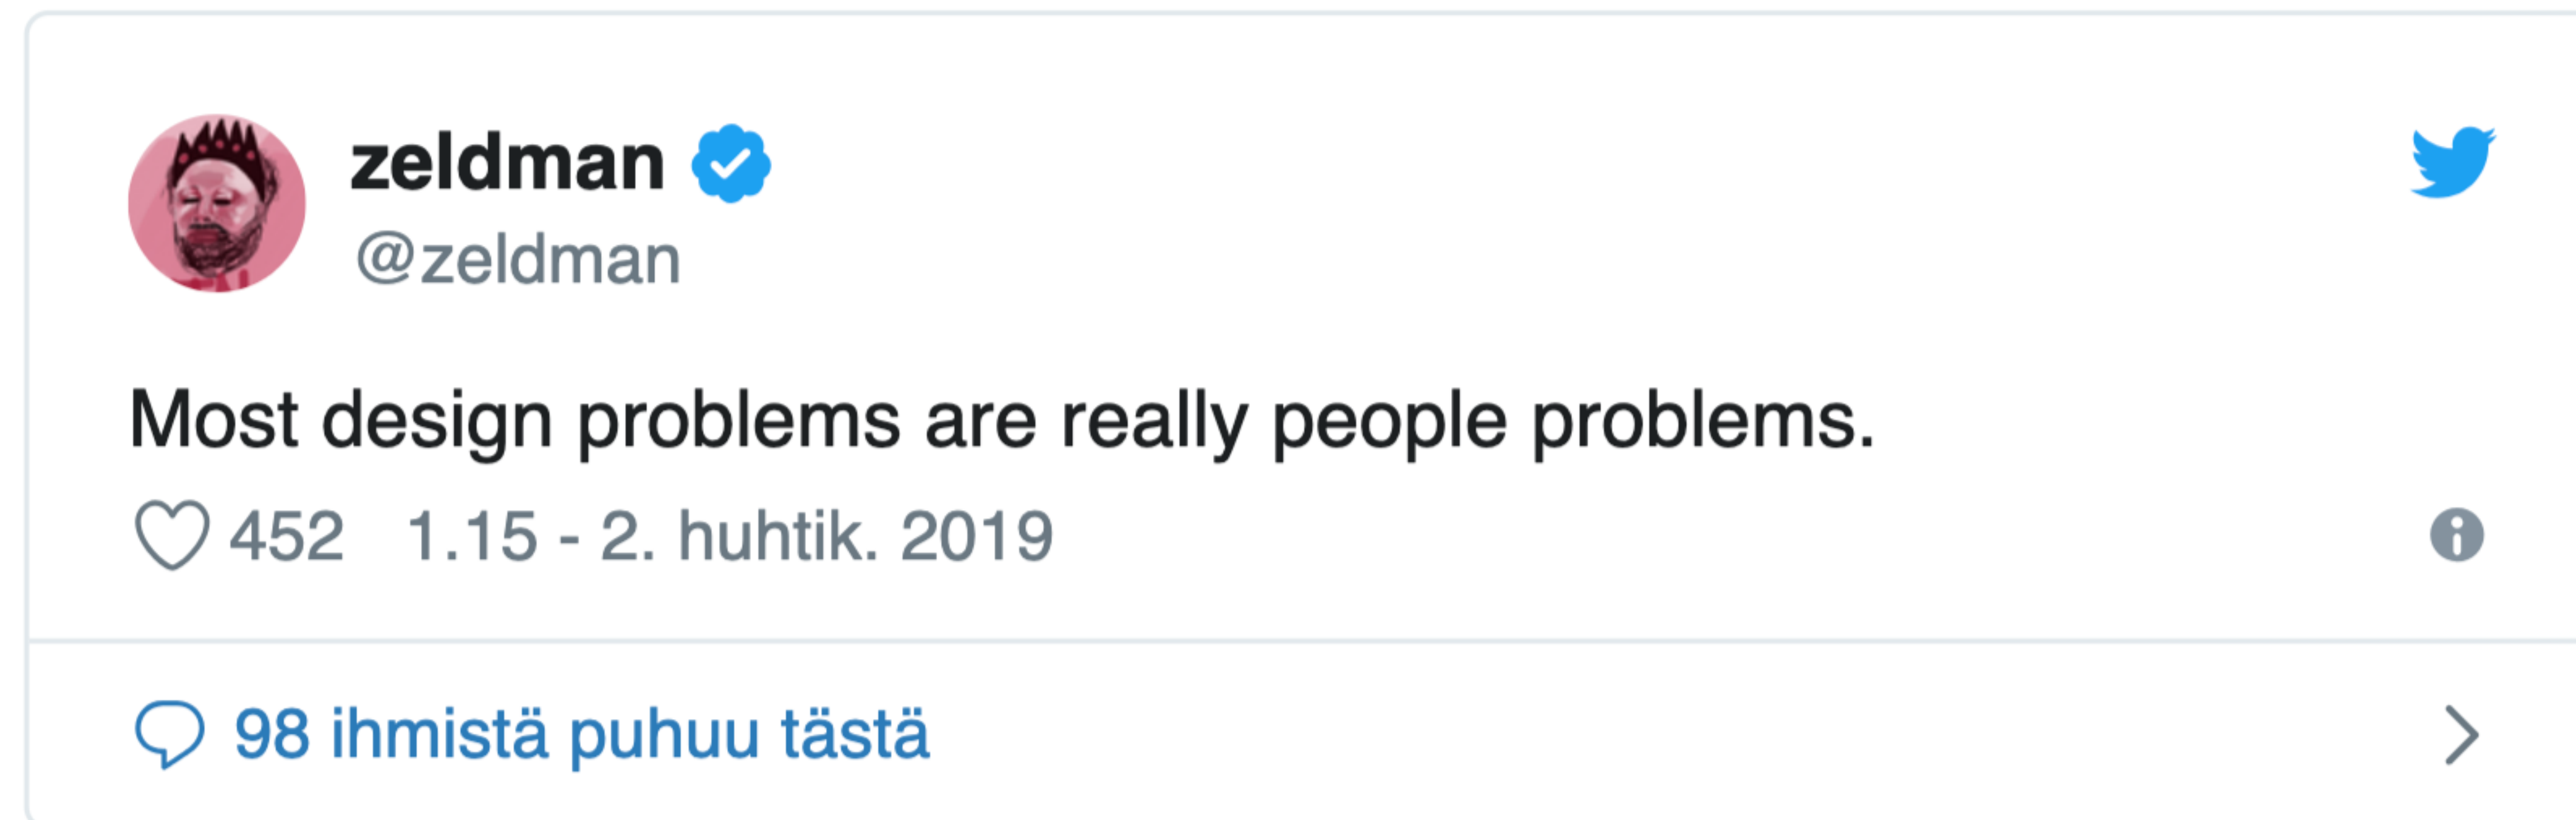 zeldman
@zeldman
Most design problems are really people problems.
452 1.15 - 2. huhtik. 2019
98 ihmistä puhuu tästä